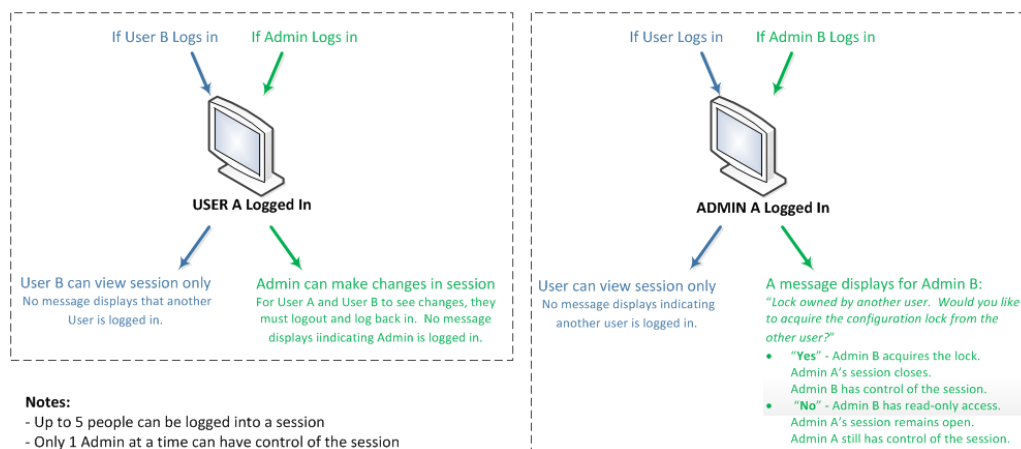 If User B Logs in
If Admin Logs in
USER A Logged In
User B can view session only
No message displays that another
User is logged in.
Admin can make changes in session
For User A and User B to see changes, they
must logout and log back in.  No message
displays iindicating Admin is logged in.
Notes:
- Up to 5 people can be logged into a session
- Only 1 Admin at a time can have control of the session
If User Logs in
If Admin B Logs in
ADMIN A Logged In
User can view session only
No message displays indicating
another user is logged in.
A message displays for Admin B:
"Lock owned by another user.  Would you like
to acquire the configuration lock from the
other user?"
• "Yes" - Admin B acquires the lock.
Admin A's session closes.
Admin B has control of the session.
• "No" - Admin B has read-only access.
Admin A's session remains open.
Admin A still has control of the session.